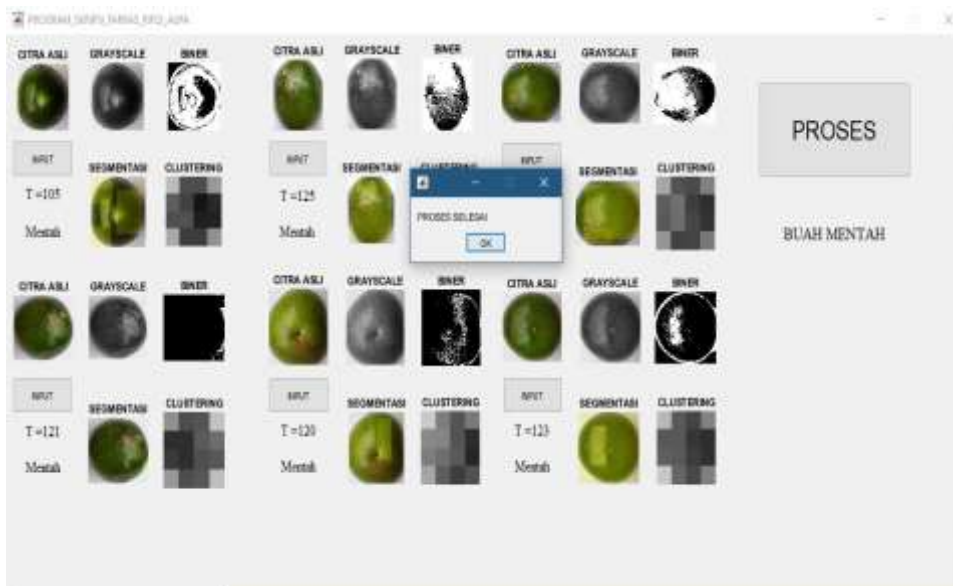 CITRA ASLI GRAYSCALE BINER
INPUT
SEGMENTASI CLUSTERING
T =105
Mentah
CITRA ASLI GRAYSCALE BINER
INPUT
SEGMENTASI
T =125
Mentah
CITRA ASLI GRAYSCALE BINER
INPUT
SEGMENTASI CLUSTERING
Mentah
PROSES SELESAI
OK
PROSES
BUAH MENTAH
CITRA ASLI GRAYSCALE BINER
INPUT
SEGMENTASI CLUSTERING
T =121
Mentah
CITRA ASLI GRAYSCALE BINER
INPUT
SEGMENTASI CLUSTERING
T =120
Mentah
CITRA ASLI GRAYSCALE BINER
INPUT
SEGMENTASI CLUSTERING
T =123
Mentah